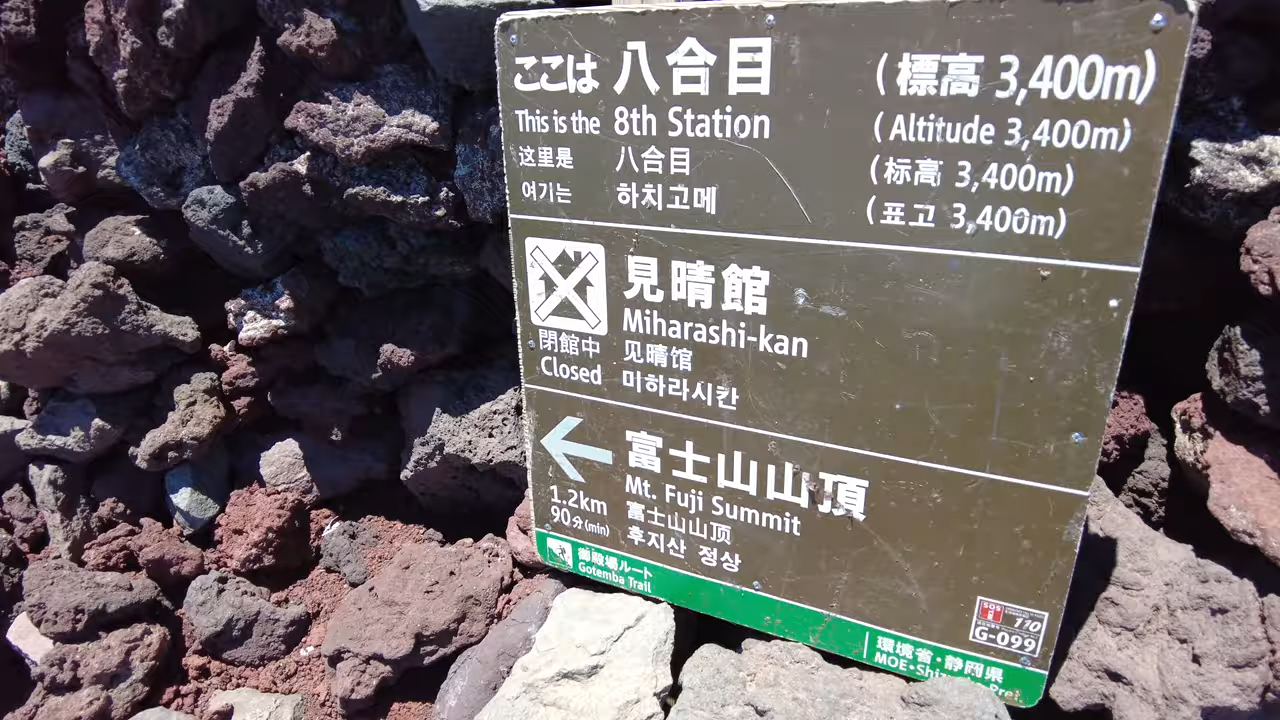 ここは 八合目 (標高 3,400m)
This is the 8th Station (Altitude 3,400m)
这里是 八合目 (标高 3,400m)
여기는 하치고메 (표고 3,400m)
見晴館
Miharashi-kan
见晴馆
미하라시칸
閉館中
Closed
富士山山頂
Mt. Fuji Summit
富士山山顶
후지산 정상
1.2km
90分(min)
御殿場ルート
Gotemba Trail
SOS
110
G-099
環境省・静岡県
MOE・Shizuoka Pref.